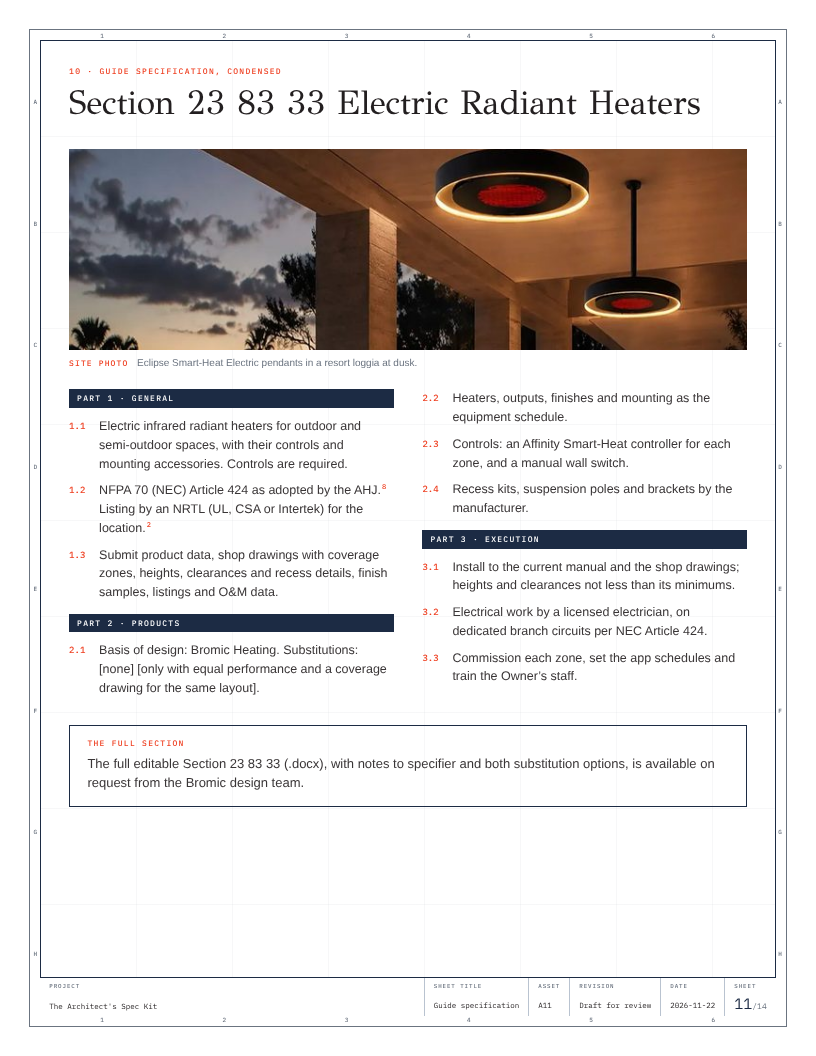 1 2 3 4 5 6
10 · GUIDE SPECIFICATION, CONDENSED
Section 23 83 33 Electric Radiant Heaters
A A
B B
C C
D D
E E
F F
G G
H H
SITE PHOTO Eclipse Smart-Heat Electric pendants in a resort loggia at dusk.
PART 1 · GENERAL
1.1 Electric infrared radiant heaters for outdoor and
semi-outdoor spaces, with their controls and
mounting accessories. Controls are required.
1.2 NFPA 70 (NEC) Article 424 as adopted by the AHJ.⁸
Listing by an NRTL (UL, CSA or Intertek) for the
location.²
1.3 Submit product data, shop drawings with coverage
zones, heights, clearances and recess details, finish
samples, listings and O&M data.
PART 2 · PRODUCTS
2.1 Basis of design: Bromic Heating. Substitutions:
[none] [only with equal performance and a coverage
drawing for the same layout].
2.2 Heaters, outputs, finishes and mounting as the
equipment schedule.
2.3 Controls: an Affinity Smart-Heat controller for each
zone, and a manual wall switch.
2.4 Recess kits, suspension poles and brackets by the
manufacturer.
PART 3 · EXECUTION
3.1 Install to the current manual and the shop drawings;
heights and clearances not less than its minimums.
3.2 Electrical work by a licensed electrician, on
dedicated branch circuits per NEC Article 424.
3.3 Commission each zone, set the app schedules and
train the Owner’s staff.
THE FULL SECTION
The full editable Section 23 83 33 (.docx), with notes to specifier and both substitution options, is available on
request from the Bromic design team.
PROJECT SHEET TITLE ASSET REVISION DATE SHEET
The Architect's Spec Kit Guide specification A11 Draft for review 2026-11-22 11/14
1 2 3 4 5 6